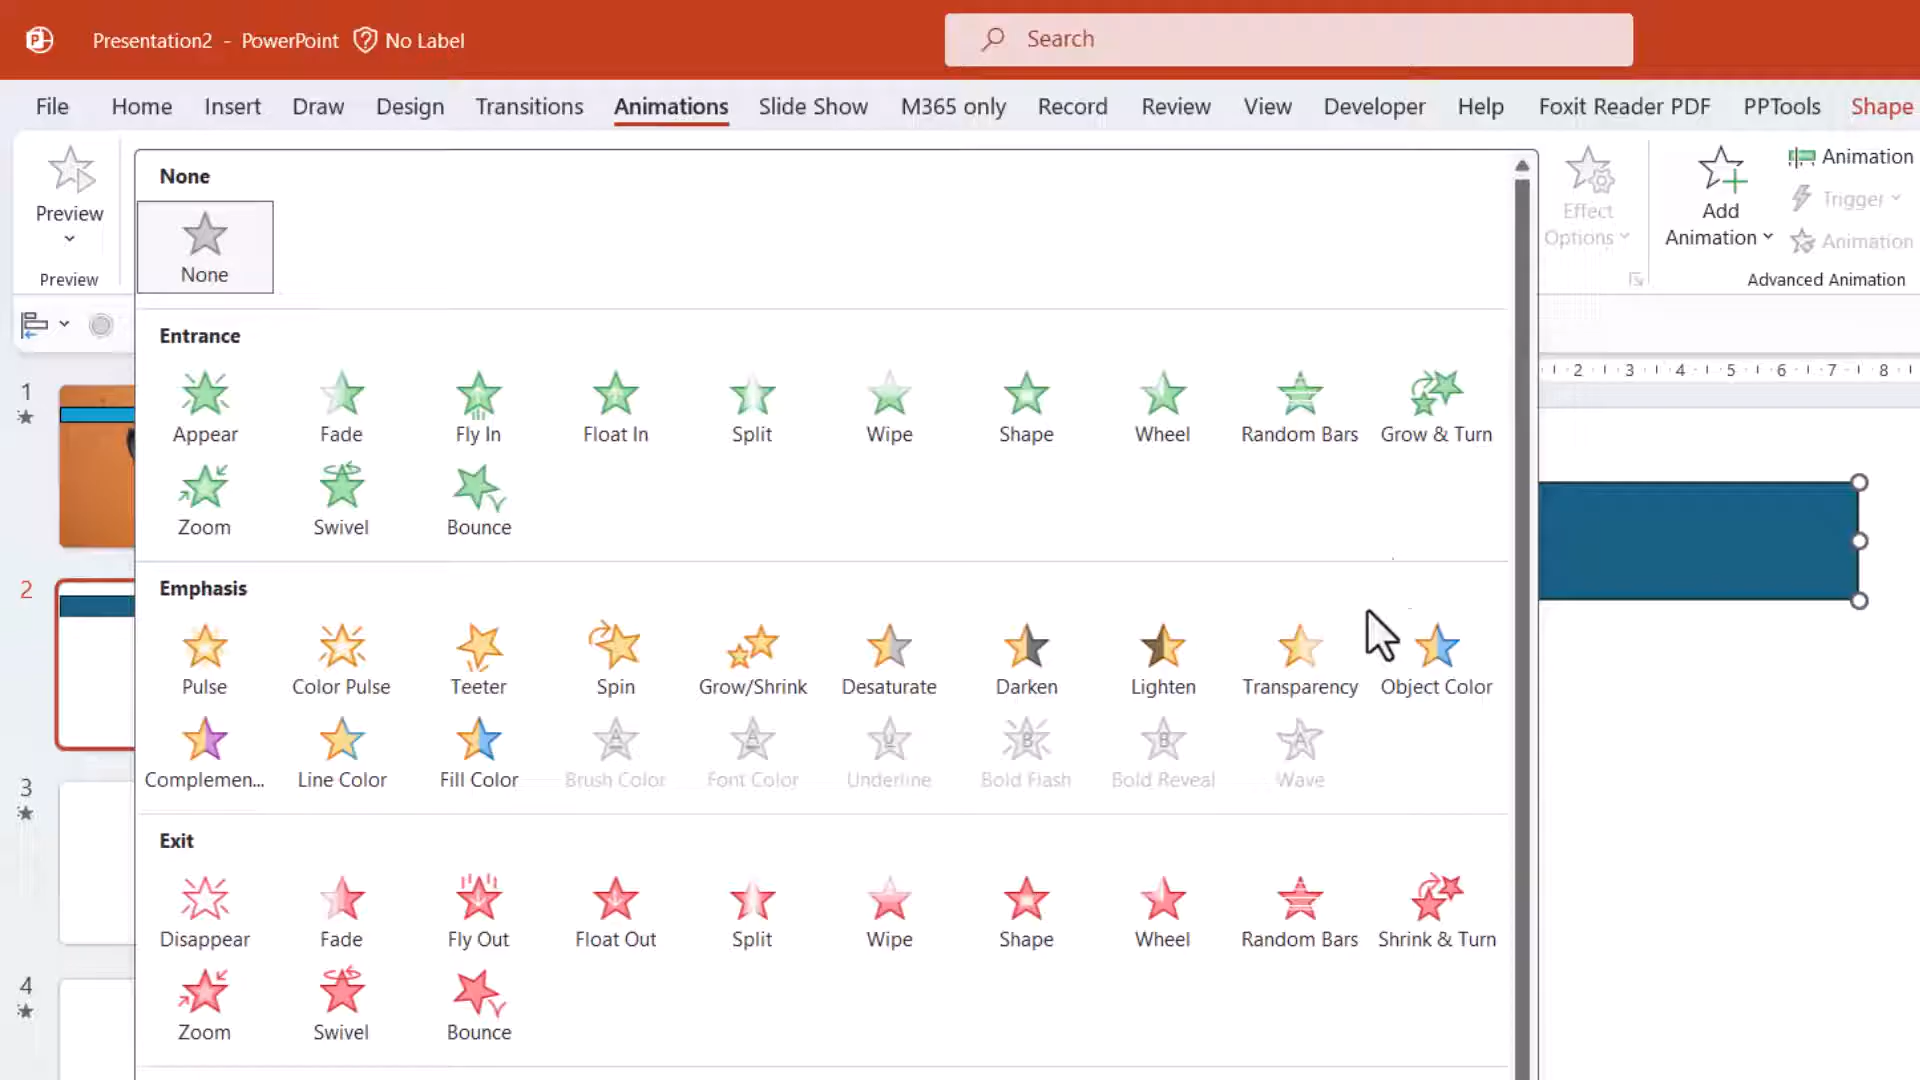 Presentation2 - PowerPoint No Label
Search
File Home Insert Draw Design Transitions Animations Slide Show M365 only Record Review View Developer Help Foxit Reader PDF PPTools Shape
Preview
Preview
Effect
Options
Add
Animation
Animation
Trigger
Animation
Advanced Animation
None
None
Entrance
Appear Fade Fly In Float In Split Wipe Shape Wheel Random Bars Grow & Turn
Zoom Swivel Bounce
Emphasis
Pulse Color Pulse Teeter Spin Grow/Shrink Desaturate Darken Lighten Transparency Object Color
Complemen... Line Color Fill Color Brush Color Font Color Underline Bold Flash Bold Reveal Wave
Exit
Disappear Fade Fly Out Float Out Split Wipe Shape Wheel Random Bars Shrink & Turn
Zoom Swivel Bounce
1
2
3
4
2 3 4 5 6 7 8